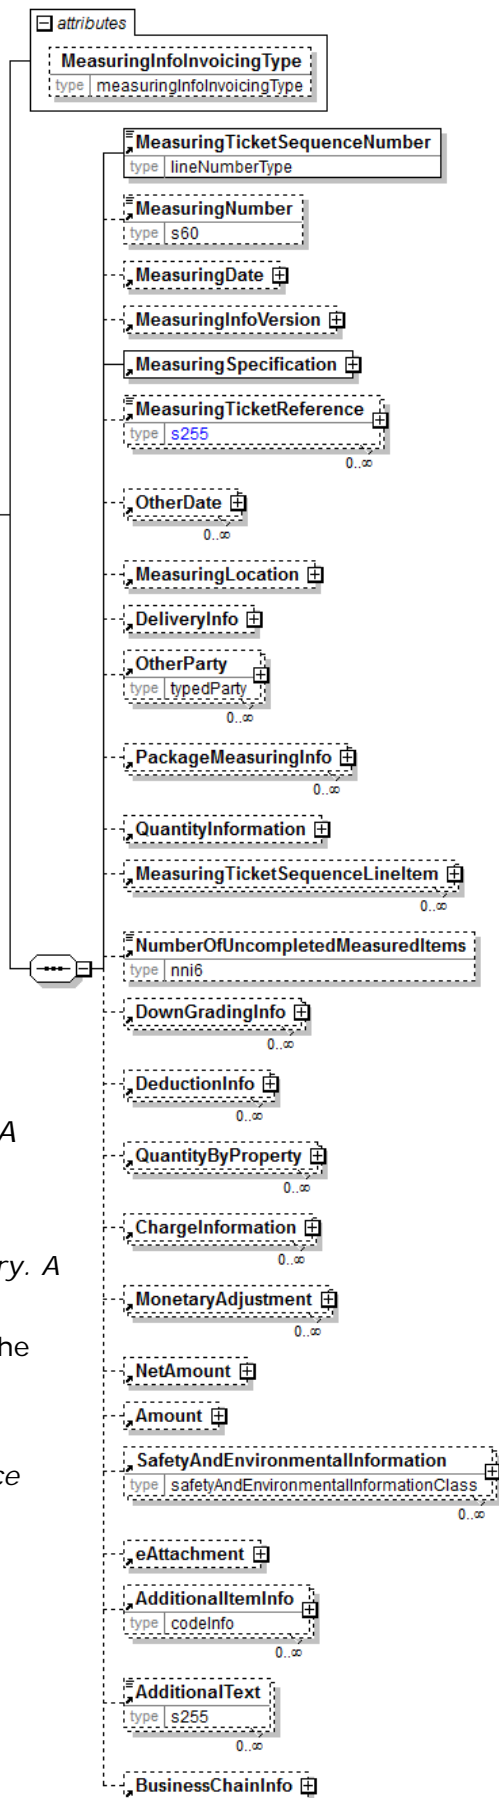 attributes
MeasuringInfoInvoicingType
type measuringInfoInvoicingType
MeasuringTicketSequenceNumber
type lineNumberType
MeasuringNumber
type s60
MeasuringDate
MeasuringInfoVersion
MeasuringSpecification
MeasuringTicketReference
type s255
0..∞
OtherDate
0..∞
MeasuringLocation
DeliveryInfo
OtherParty
type typedParty
0..∞
PackageMeasuringInfo
0..∞
QuantityInformation
MeasuringTicketSequenceLineItem
0..∞
NumberOfUncompletedMeasuredItems
type nni6
DownGradingInfo
0..∞
DeductionInfo
0..∞
A
QuantityByProperty
0..∞
ChargeInformation
0..∞
ry. A
MonetaryAdjustment
0..∞
he
NetAmount
Amount
SafetyAndEnvironmentalInformation
ce
type safetyAndEnvironmentalInformationClass
0..∞
eAttachment
AdditionalItemInfo
type codeInfo
0..∞
AdditionalText
type s255
0..∞
BusinessChainInfo